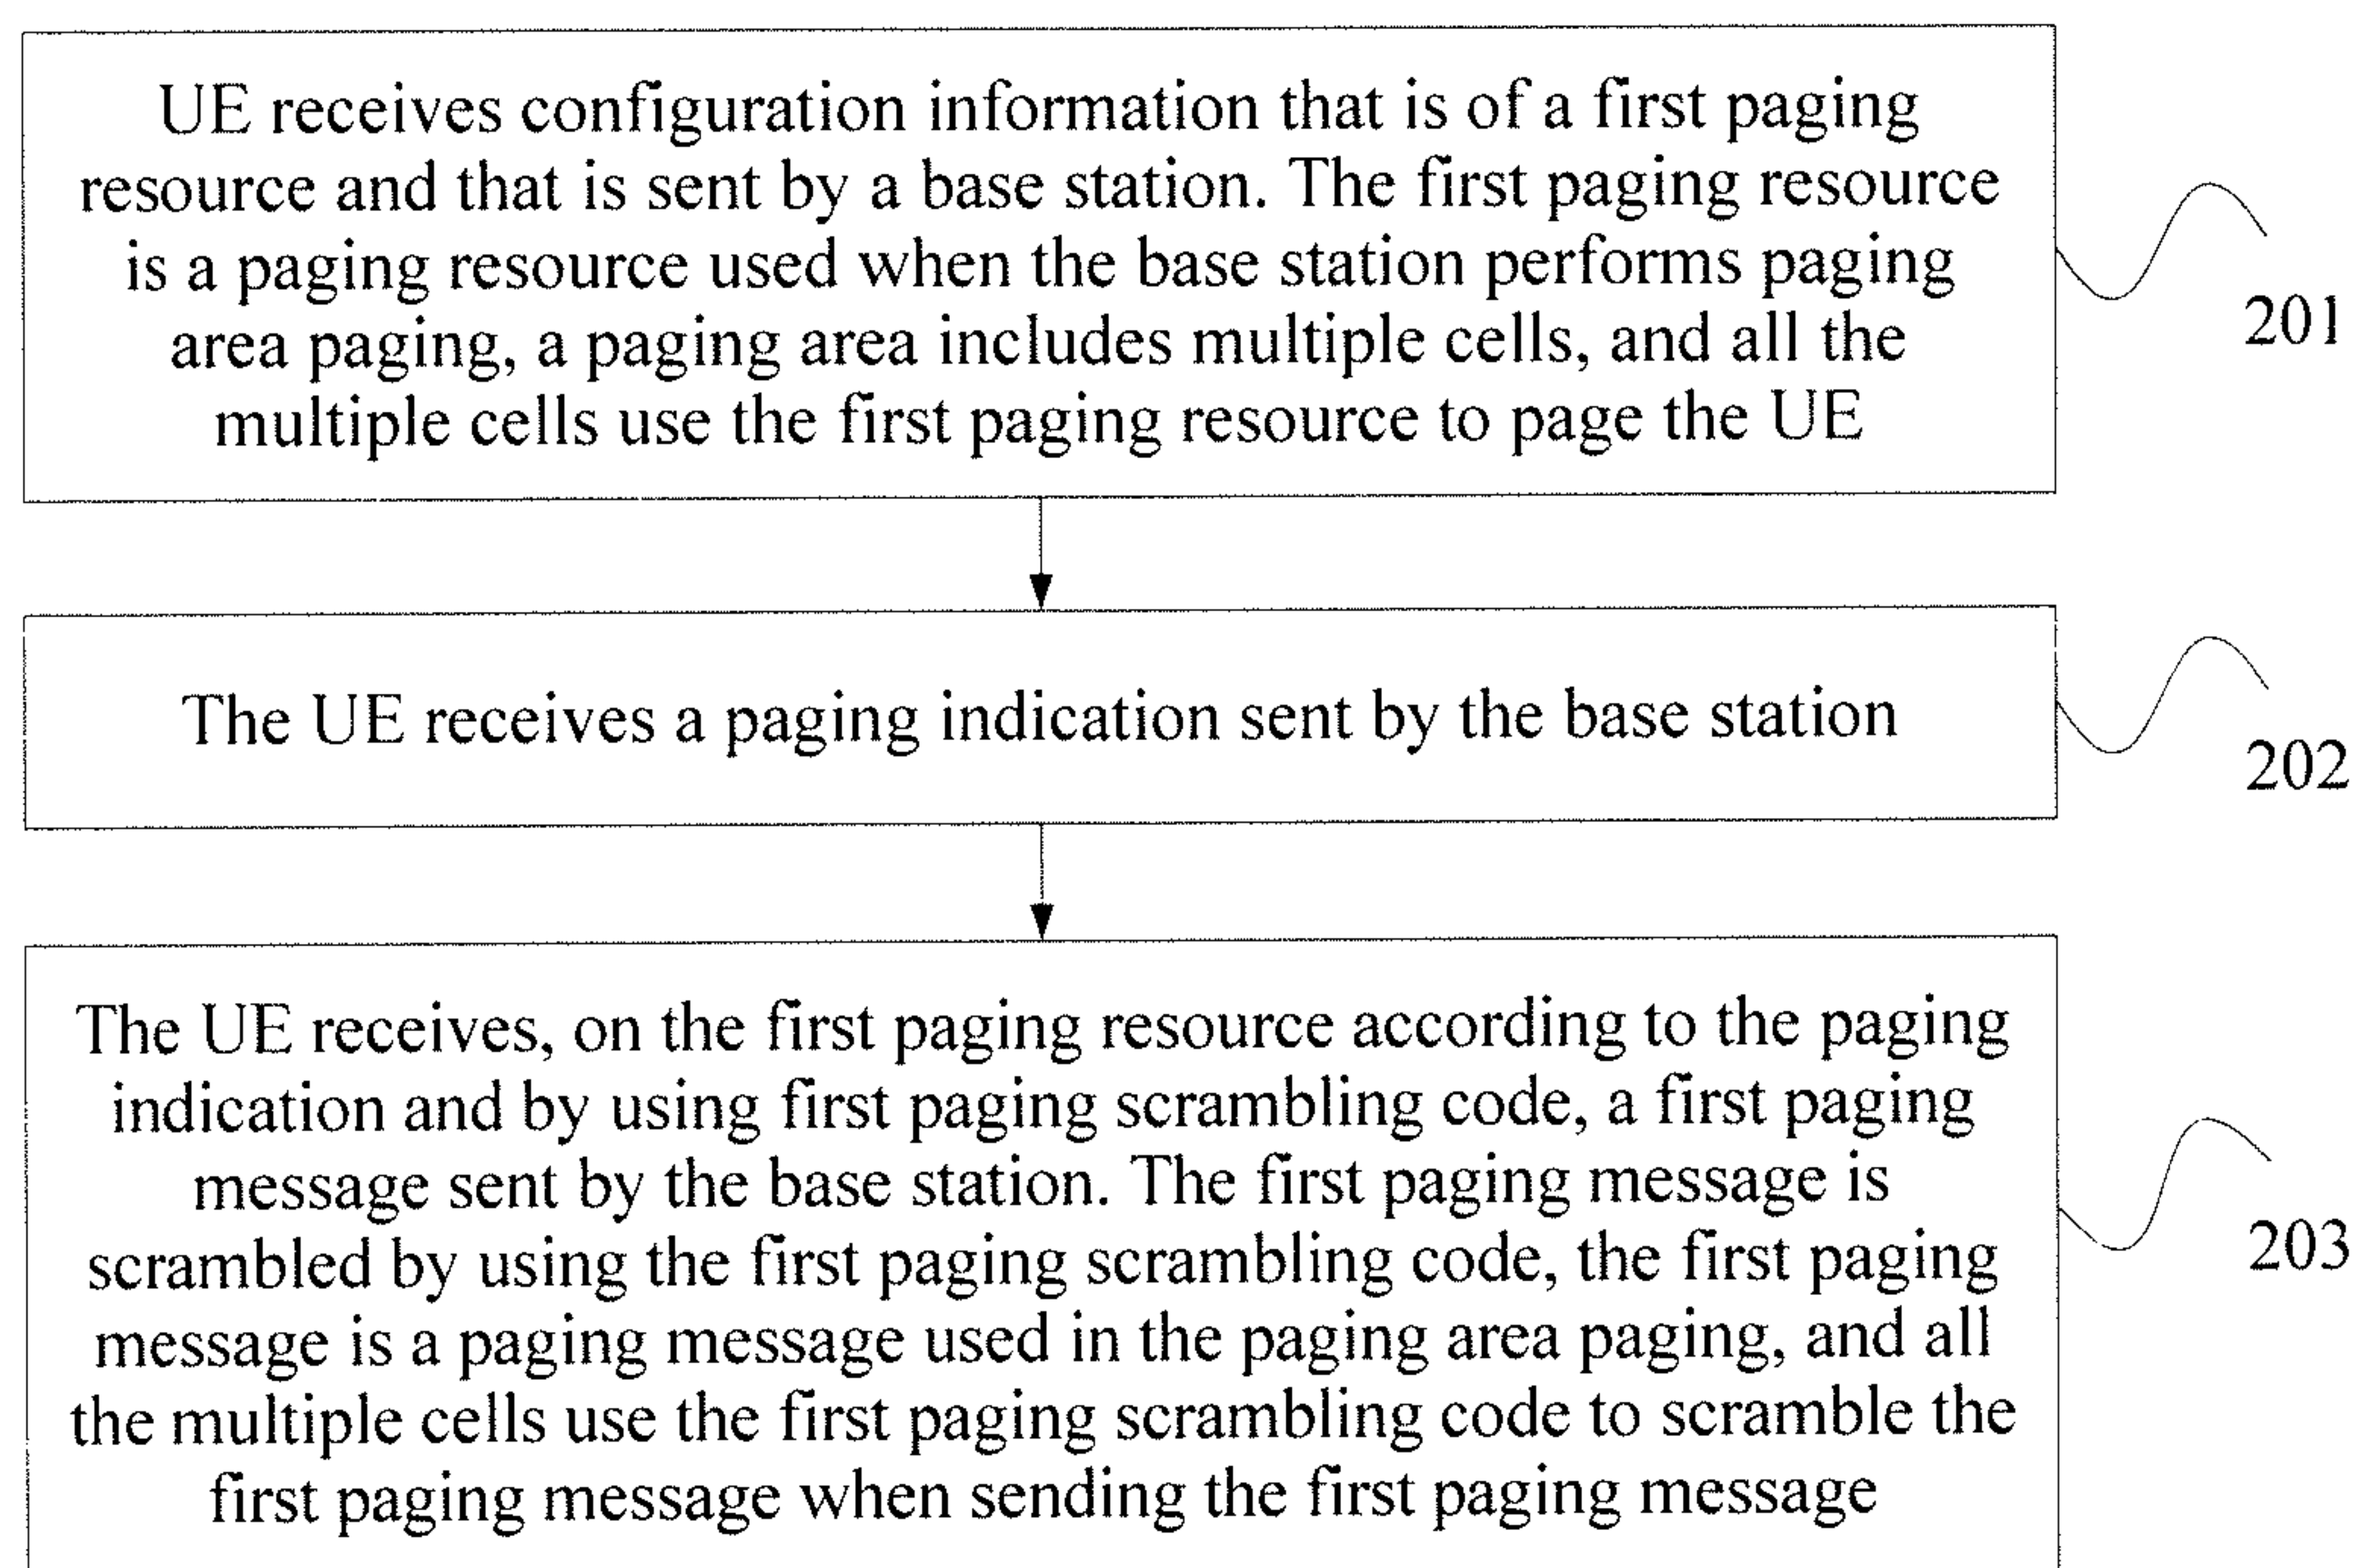 UE receives configuration information that is of a first paging
resource and that is sent by a base station. The first paging resource
is a paging resource used when the base station performs paging
area paging, a paging area includes multiple cells, and all the
multiple cells use the first paging resource to page the UE
201
The UE receives a paging indication sent by the base station
202
The UE receives, on the first paging resource according to the paging
indication and by using first paging scrambling code, a first paging
message sent by the base station. The first paging message is
scrambled by using the first paging scrambling code, the first paging
message is a paging message used in the paging area paging, and all
the multiple cells use the first paging scrambling code to scramble the
first paging message when sending the first paging message
203